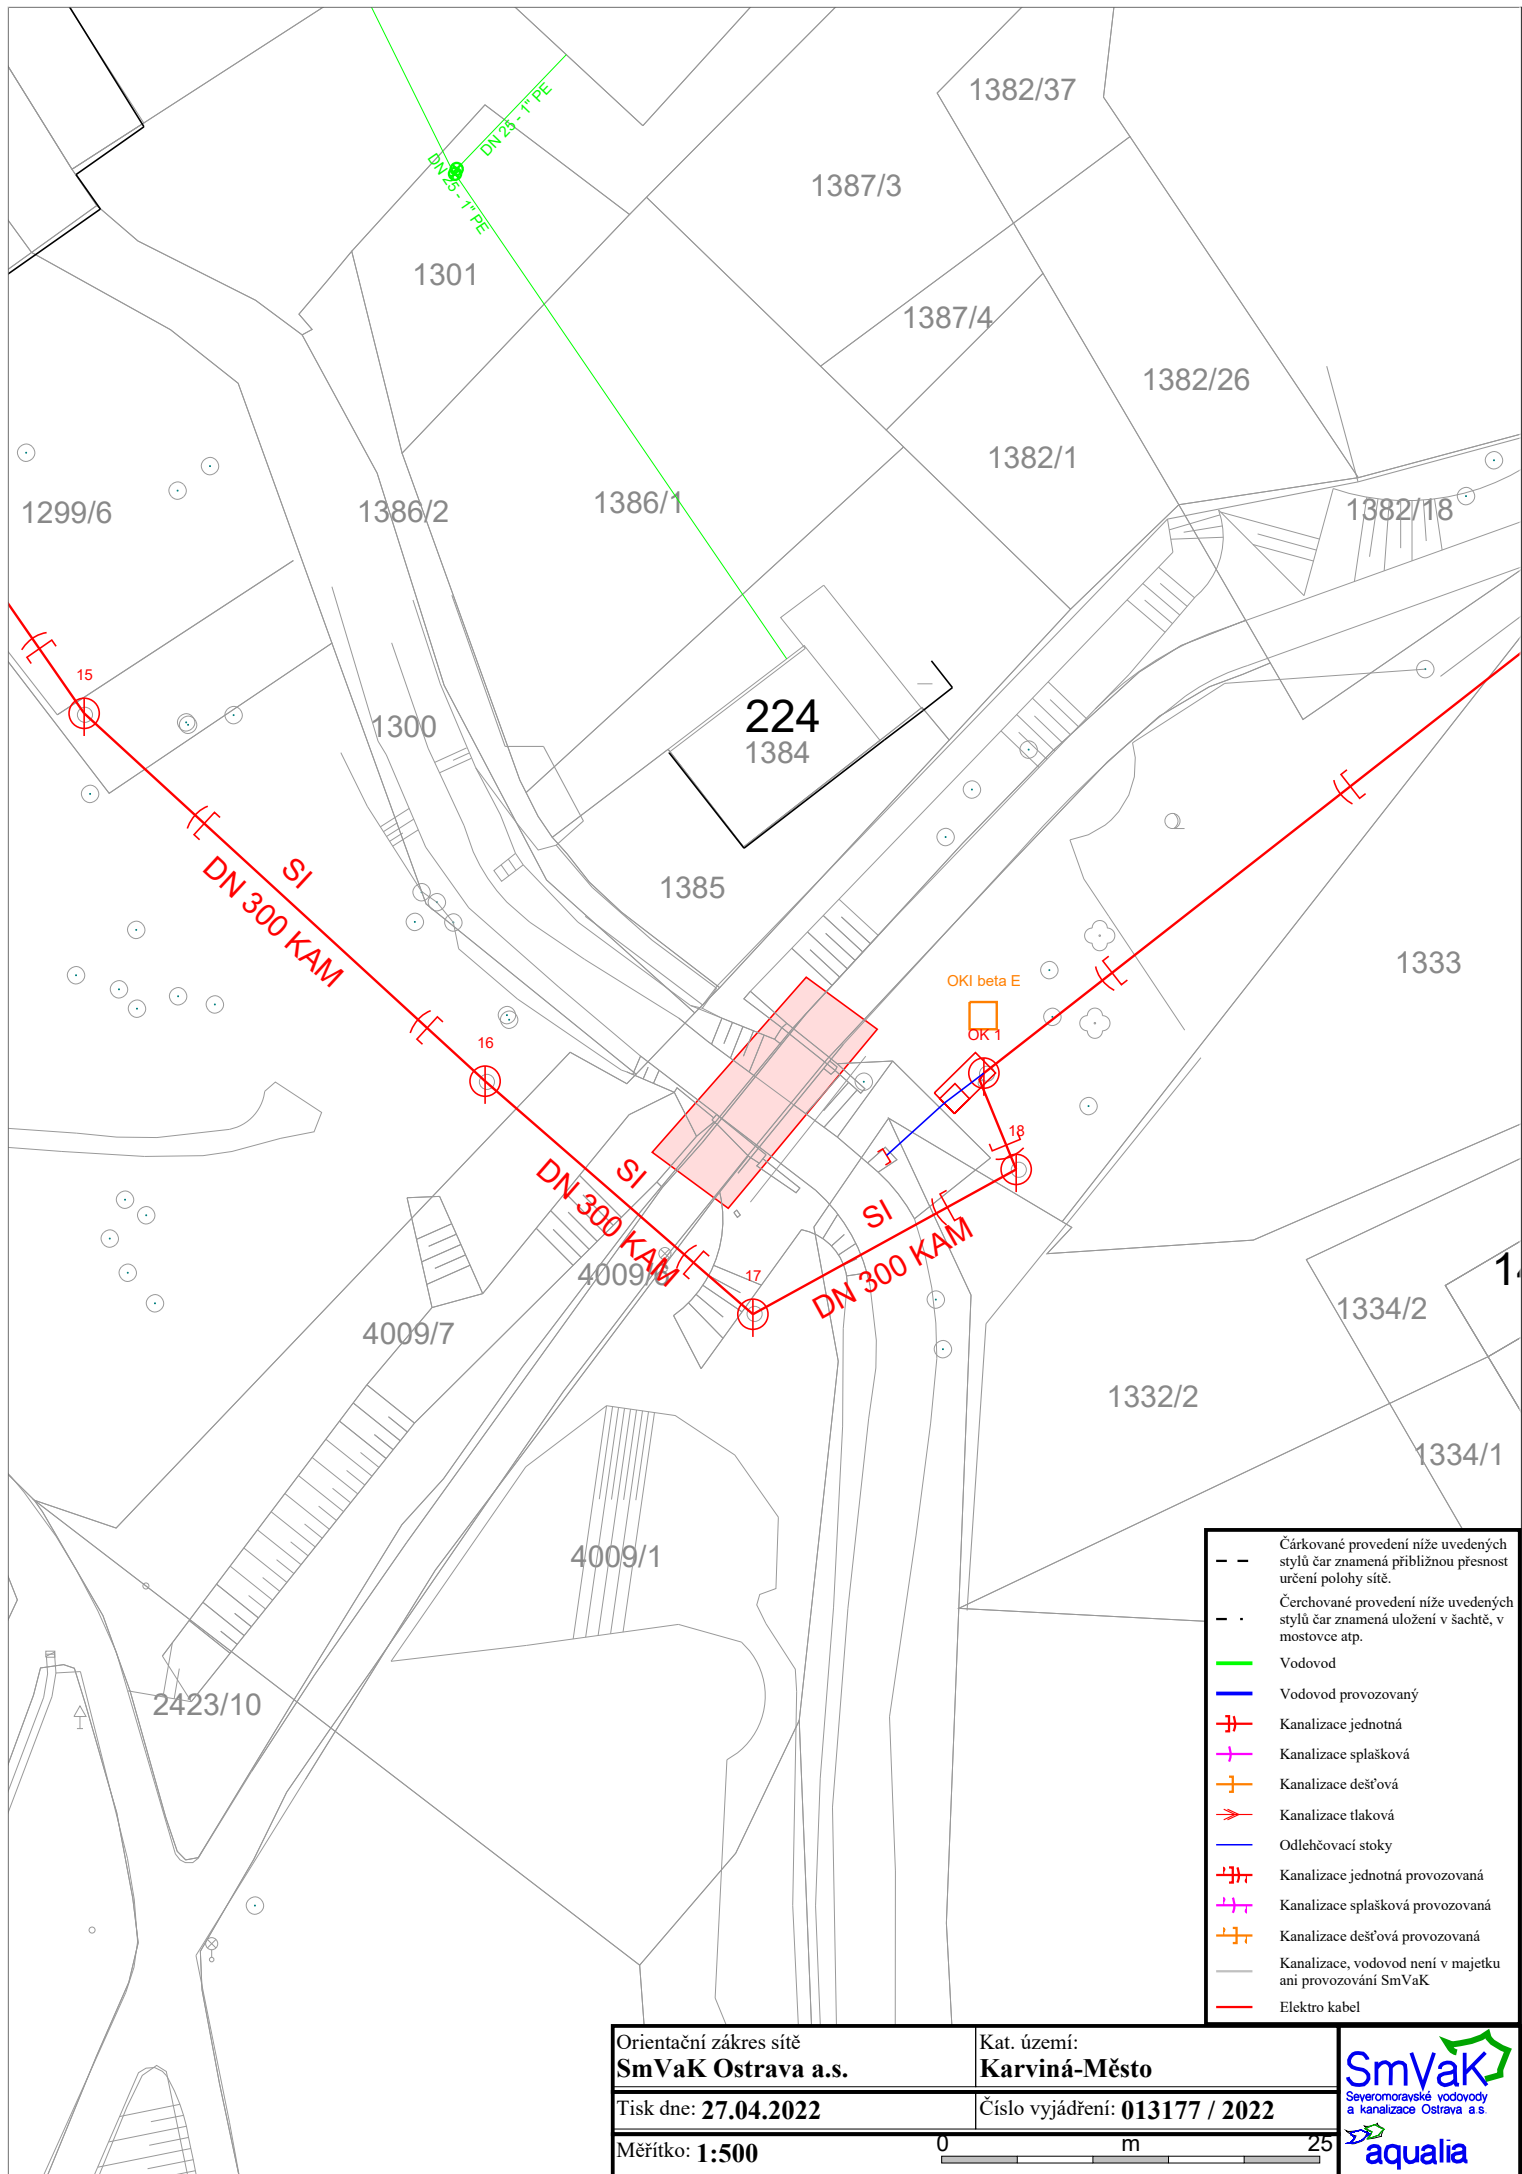 1382/37
DN 25 - 1" PE
DN 25 - 1" PE
1387/3
1301
1387/4
1382/26
1382/1
1299/6
1386/2
1386/1
1382/18
15
1300
224
1384
SI
DN 300 KAM
1385
1333
OKI beta E
OK 1
16
18
SI
DN 300 KAM
SI
DN 300 KAM
17
4009/6
4009/7
1334/2
1332/2
1334/1
4009/1
2423/10
Čárkované provedení níže uvedených
stylů čar znamená přibližnou přesnost
určení polohy sítě.
Čerchované provedení níže uvedených
stylů čar znamená uložení v šachtě, v
mostovce atp.
Vodovod
Vodovod provozovaný
Kanalizace jednotná
Kanalizace splašková
Kanalizace dešťová
Kanalizace tlaková
Odlehčovací stoky
Kanalizace jednotná provozovaná
Kanalizace splašková provozovaná
Kanalizace dešťová provozovaná
Kanalizace, vodovod není v majetku
ani provozování SmVaK
Elektro kabel
Orientační zákres sítě
SmVaK Ostrava a.s.
Kat. území:
Karviná-Město
Tisk dne: 27.04.2022
Číslo vyjádření: 013177 / 2022
Měřítko: 1:500
0 m 25
SmVaK
Severomoravské vodovody
a kanalizace Ostrava a.s.
aqualia